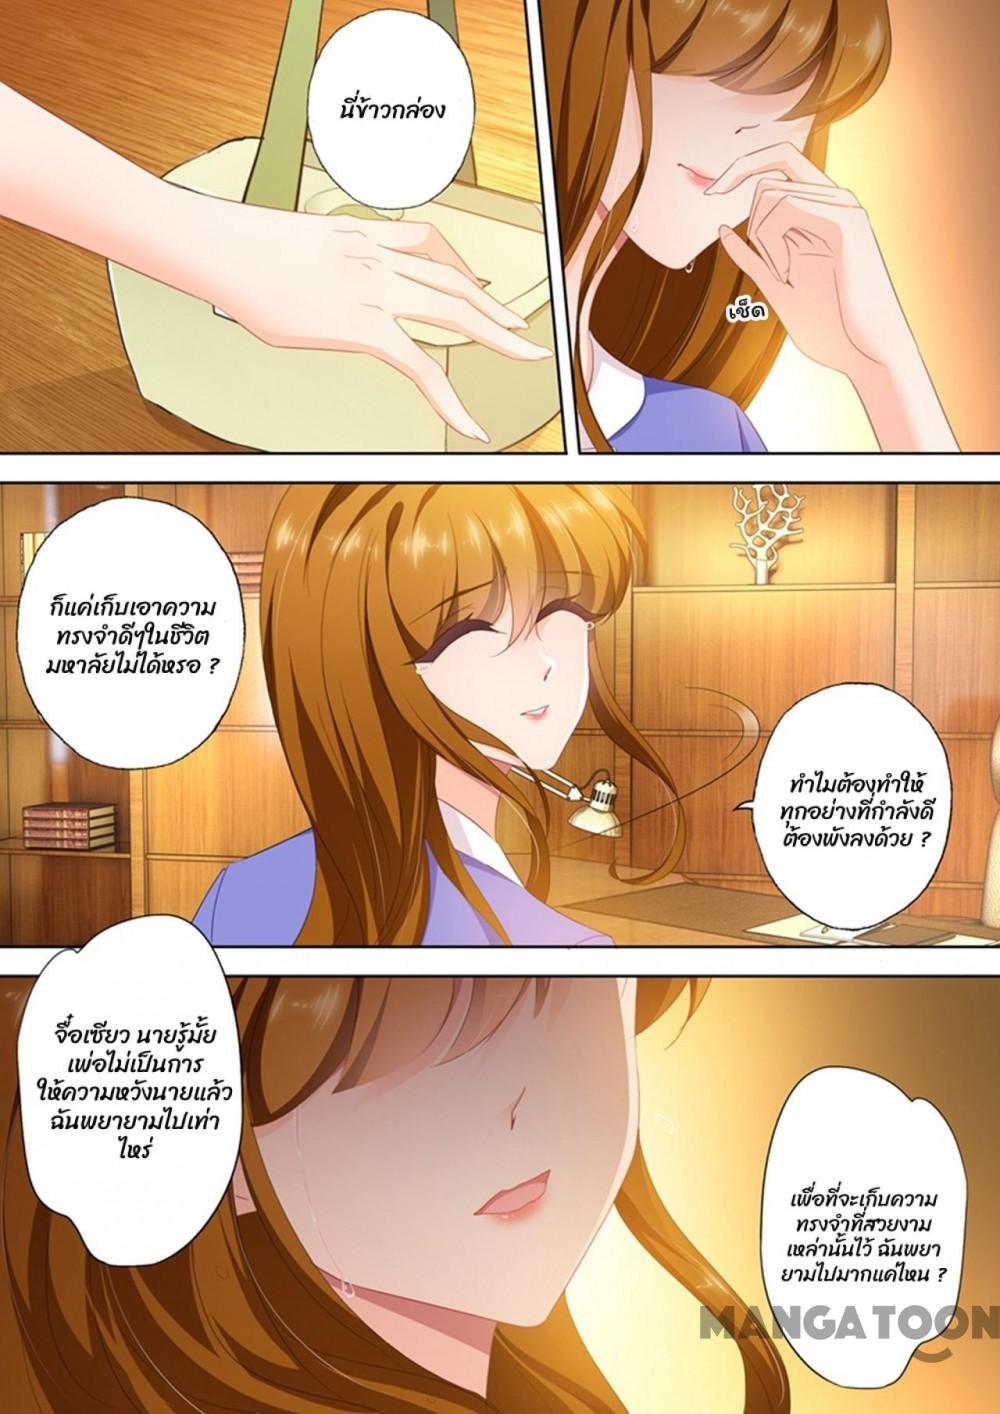 นี่ข้าวกล่อง
เช็ด
ก็แค่เก็บเอาความ
ทรงจำดีๆในชีวิต
มหาลัยไม่ได้หรอ ?
ทำไมต้องทำให้
ทุกอย่างที่กำลังดี
ต้องพังลงด้วย ?
จื๋อเซียว นายรู้มั้ย
เพ่อไม่เป็นการ
ให้ความหวังนายแล้ว
ฉันพยายามไปเท่า
ไหร่
เพื่อที่จะเก็บความ
ทรงจำที่สวยงาม
เหล่านั้นไว้ ฉันพยา
ยามไปมากแค่ไหน ?
MANGATOON